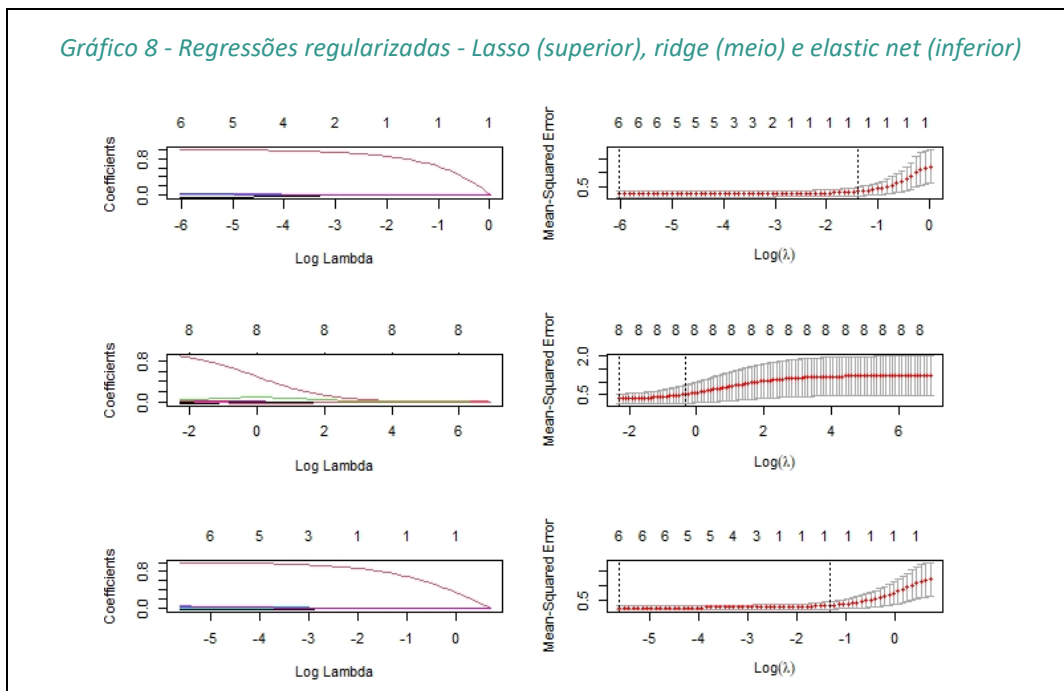 Gráfico 8 - Regressões regularizadas - Lasso (superior), ridge (meio) e elastic net (inferior)
6 5 4 2 1 1 1
Coefficients
0.0 0.8
-6 -5 -4 -3 -2 -1 0
Log Lambda
6 6 6 5 5 5 3 3 2 1 1 1 1 1 1 1 1
Mean-Squared Error
0.5
-6 -5 -4 -3 -2 -1 0
Log(λ)
8 8 8 8 8
Coefficients
0.0 0.8
-2 0 2 4 6
Log Lambda
8 8 8 8 8 8 8 8 8 8 8 8 8 8 8 8 8
Mean-Squared Error
0.5 2.0
-2 0 2 4 6
Log(λ)
6 5 3 1 1 1
Coefficients
0.0 0.8
-5 -4 -3 -2 -1 0
Log Lambda
6 6 6 5 5 4 3 1 1 1 1 1 1 1
Mean-Squared Error
0.5
-5 -4 -3 -2 -1 0
Log(λ)